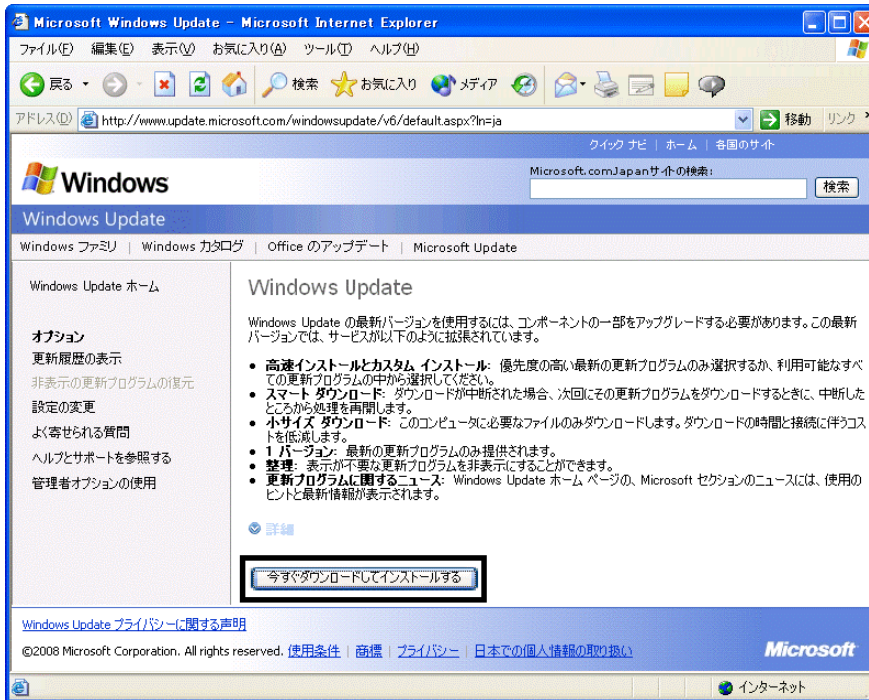 Microsoft Windows Update - Microsoft Internet Explorer
ファイル(F) 編集(E) 表示(V) お気に入り(A) ツール(T) ヘルプ(H)
戻る 検索 お気に入り メディア
アドレス(D) http://www.update.microsoft.com/windowsupdate/v6/default.aspx?ln=ja 移動 リンク »
クイック ナビ | ホーム | 各国のサイト
Windows
Microsoft.comJapanサイトの検索:
検索
Windows Update
Windows ファミリ | Windows カタログ | Office のアップデート | Microsoft Update
Windows Update ホーム
オプション
更新履歴の表示
非表示の更新プログラムの復元
設定の変更
よく寄せられる質問
ヘルプとサポートを参照する
管理者オプションの使用
Windows Update
Windows Update の最新バージョンを使用するには、コンポーネントの一部をアップグレードする必要があります。この最新
バージョンでは、サービスが以下のように拡張されています。
• 高速インストールとカスタム インストール: 優先度の高い最新の更新プログラムのみ選択するか、利用可能なすべ
ての更新プログラムの中から選択してください。
• スマート ダウンロード: ダウンロードが中断された場合、次回にその更新プログラムをダウンロードするときに、中断した
ところから処理を再開します。
• 小サイズ ダウンロード: このコンピュータに必要なファイルのみダウンロードします。ダウンロードの時間と接続に伴うコス
トを低減します。
• 1 バージョン: 最新の更新プログラムのみ提供されます。
• 整理: 表示が不要な更新プログラムを非表示にすることができます。
• 更新プログラムに関するニュース: Windows Update ホーム ページの、Microsoft セクションのニュースには、使用の
ヒントと最新情報が表示されます。
詳細
今すぐダウンロードしてインストールする
Windows Update プライバシーに関する声明
©2008 Microsoft Corporation. All rights reserved. 使用条件 | 商標 | プライバシー | 日本での個人情報の取り扱い
Microsoft
インターネット